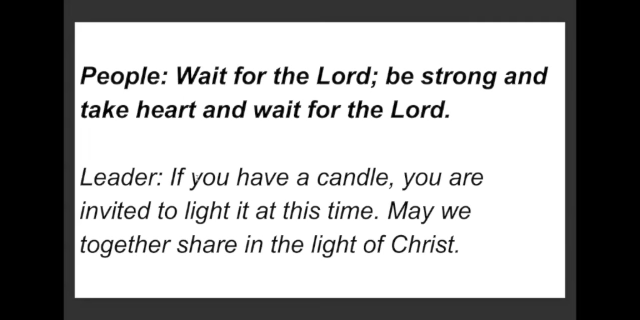 People: Wait for the Lord; be strong and
take heart and wait for the Lord.
Leader: If you have a candle, you are
invited to light it at this time. May we
together share in the light of Christ.